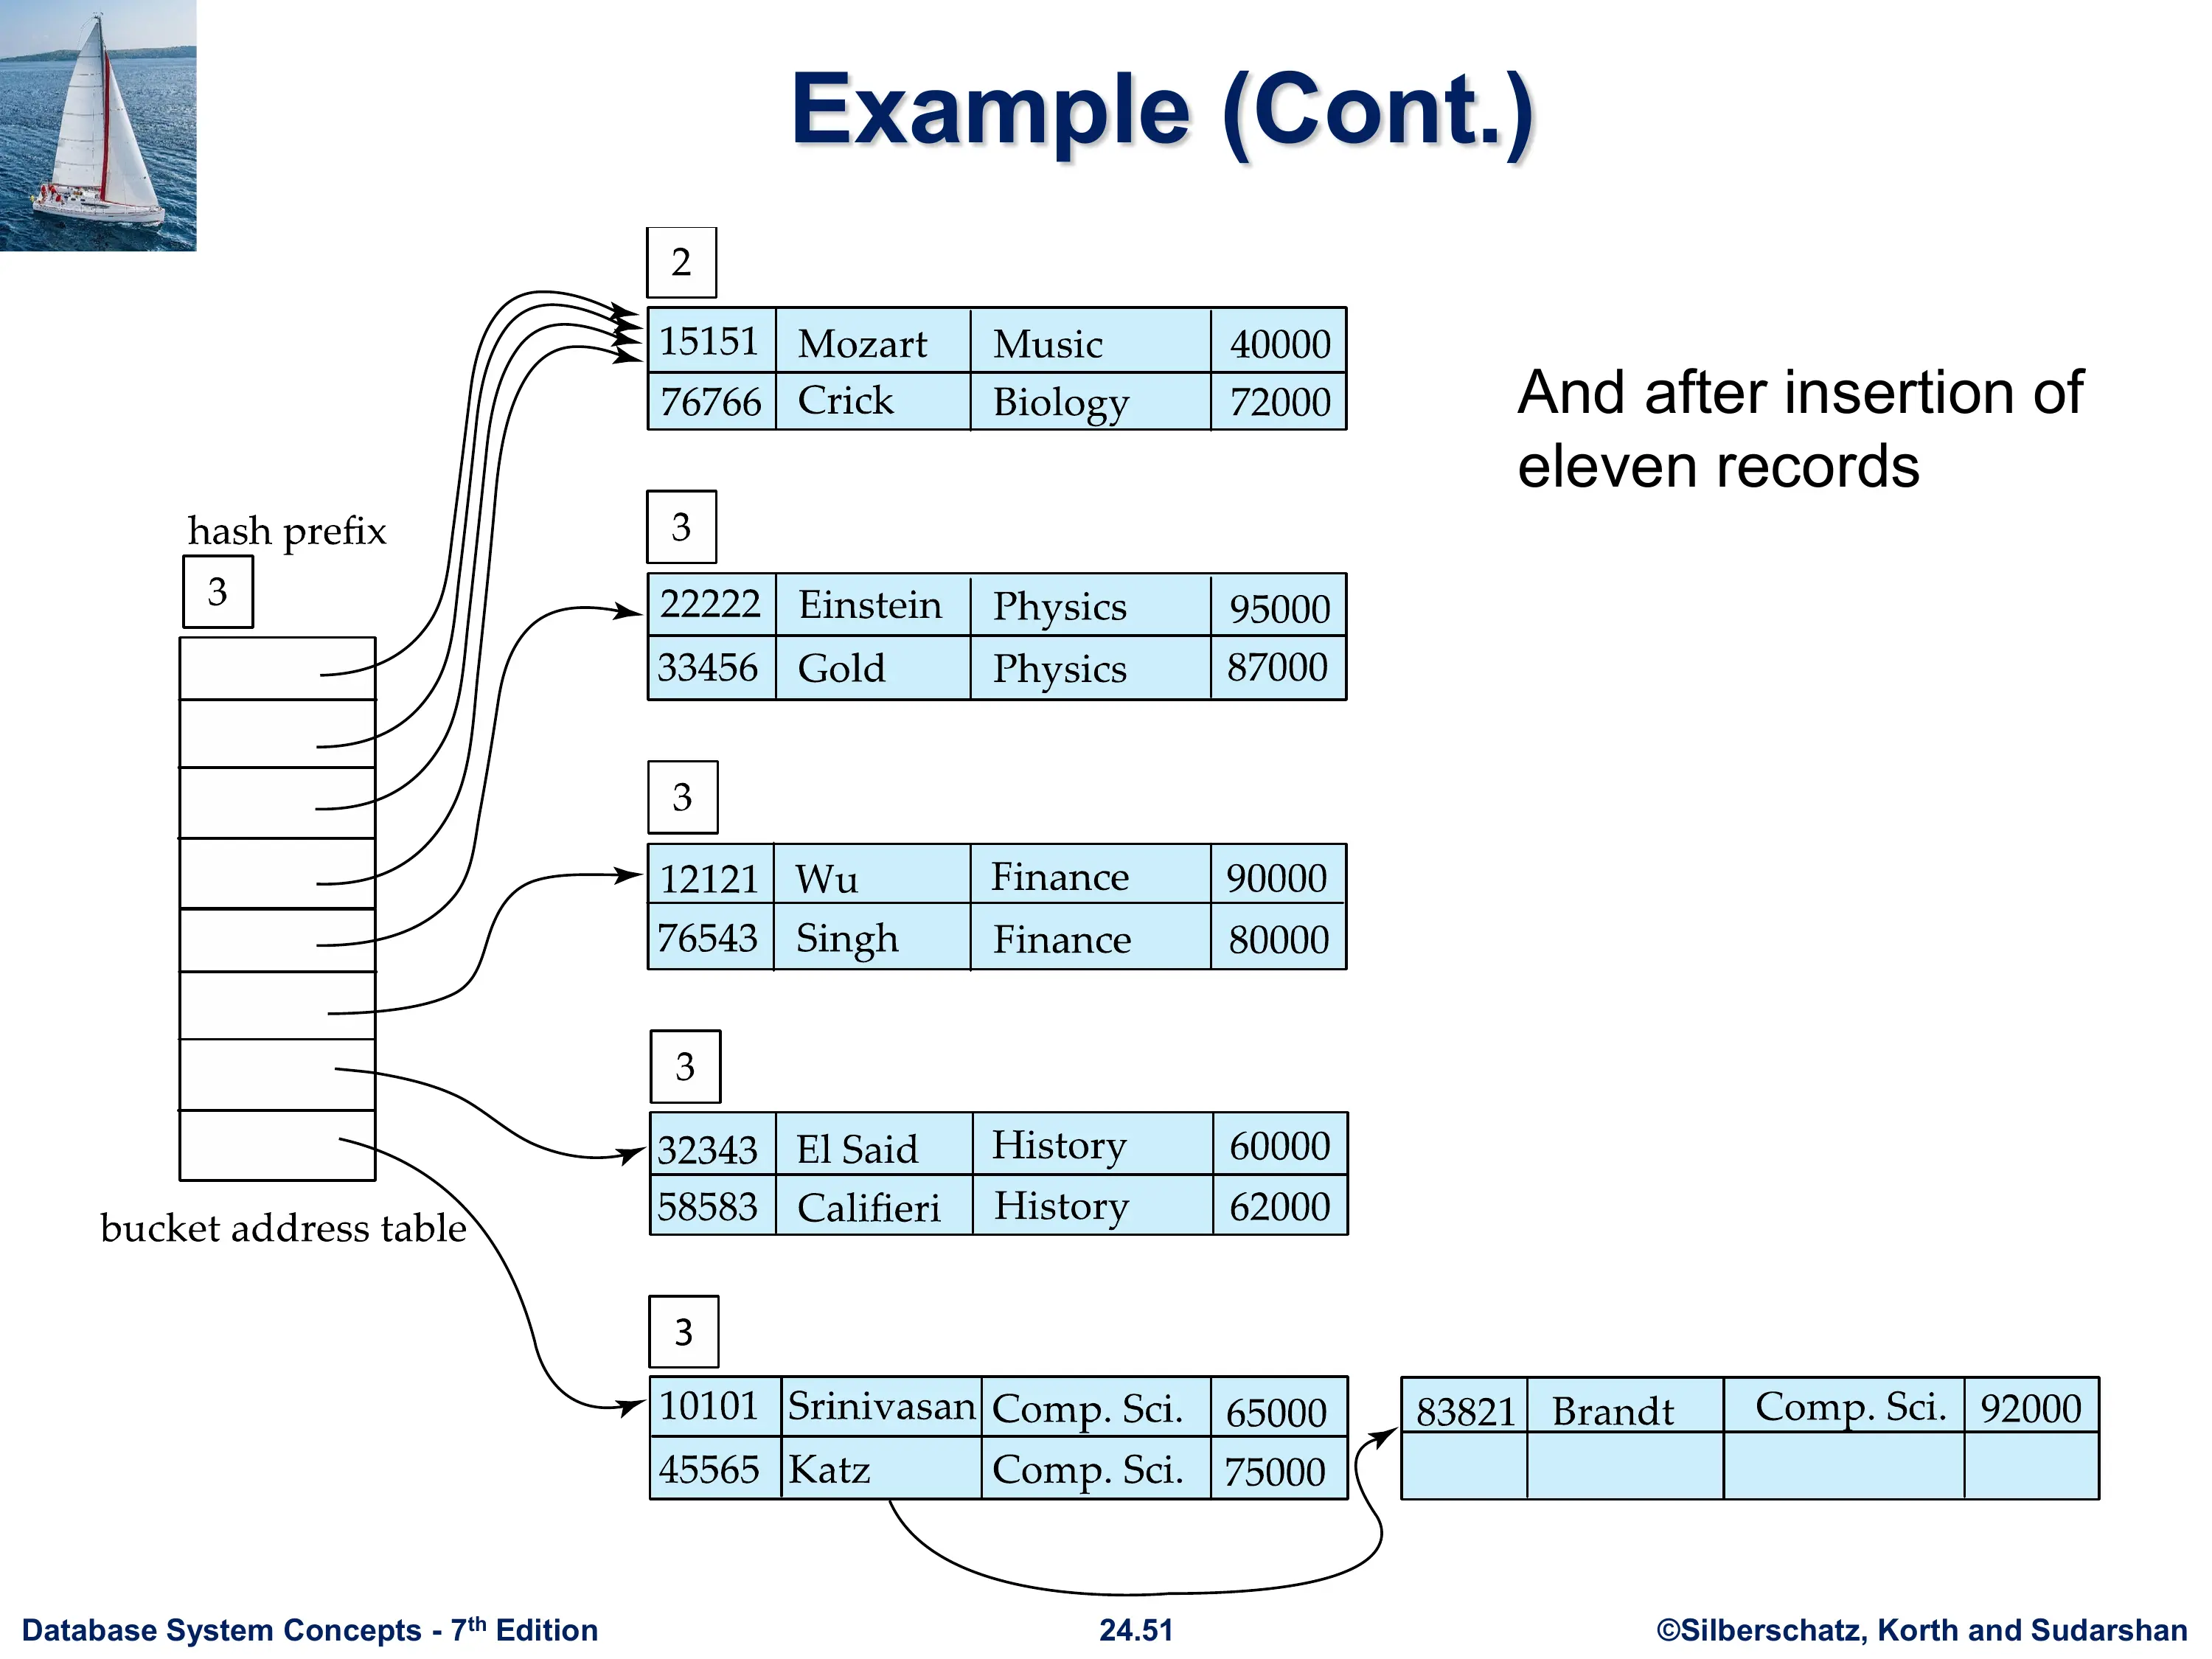 Example (Cont.)
2
15151 Mozart Music 40000
76766 Crick Biology 72000
And after insertion of
eleven records
hash prefix
3
3
22222 Einstein Physics 95000
33456 Gold Physics 87000
3
12121 Wu Finance 90000
76543 Singh Finance 80000
3
32343 El Said History 60000
58583 Califieri History 62000
bucket address table
3
10101 Srinivasan Comp. Sci. 65000
45565 Katz Comp. Sci. 75000
83821 Brandt Comp. Sci. 92000
Database System Concepts - 7th Edition 24.51 ©Silberschatz, Korth and Sudarshan